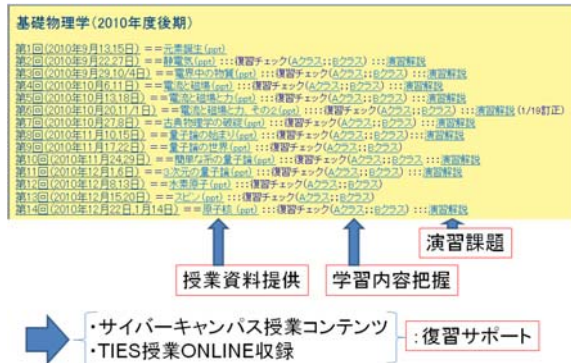 基礎物理学(2010年度後期)
第1回(2010年9月13,15日) ==元素誕生(ppt)
第2回(2010年9月22,27日) ==静電気(ppt) :::復習チェック(Aクラス;;Bクラス) :::演習解説
第3回(2010年9月29,10/4日) ==電界中の物質(ppt) :::復習チェック(Aクラス;;Bクラス) :::演習解説
第4回(2010年10月6,11日) ==電流と磁場(ppt) :::復習チェック(Aクラス;;Bクラス) :::演習解説
第5回(2010年10月13,18日) ==電流と磁場と力(ppt) :::復習チェック(Aクラス;;Bクラス) :::演習解説
第6回(2010年10月20,11/1日) ==電流と磁場と力、その2(ppt) :::復習チェック(Aクラス;;Bクラス) :::演習解説(1/19訂正)
第7回(2010年10月27,8日) ==古典物理学の破綻(ppt) :::復習チェック(Aクラス;;Bクラス) :::演習解説
第8回(2010年11月10,15日) ==量子論の始まり(ppt) :::復習チェック(Aクラス;;Bクラス) :::演習解説
第9回(2010年11月17,22日) ==量子論の世界(ppt) :::復習チェック(Aクラス;;Bクラス)
第10回(2010年11月24,29日) ==簡単な系の量子論(ppt) :::復習チェック(Aクラス;;Bクラス) :::演習解説
第11回(2010年12月1,6日) ==3次元の量子論(ppt) :::復習チェック(Aクラス;;Bクラス) :::演習解説
第12回(2010年12月8,13日) ==水素原子(ppt) :::復習チェック(Aクラス;;Bクラス)
第13回(2010年12月15,20日) ==スピン(ppt) :::復習チェック(Aクラス;;Bクラス)
第14回(2010年12月22日,1月14日) ==原子核(ppt) :::復習チェック(Aクラス;;Bクラス) :::演習解説
演習課題
授業資料提供 学習内容把握
・サイバーキャンパス授業コンテンツ
・TIES授業ONLINE収録
:復習サポート